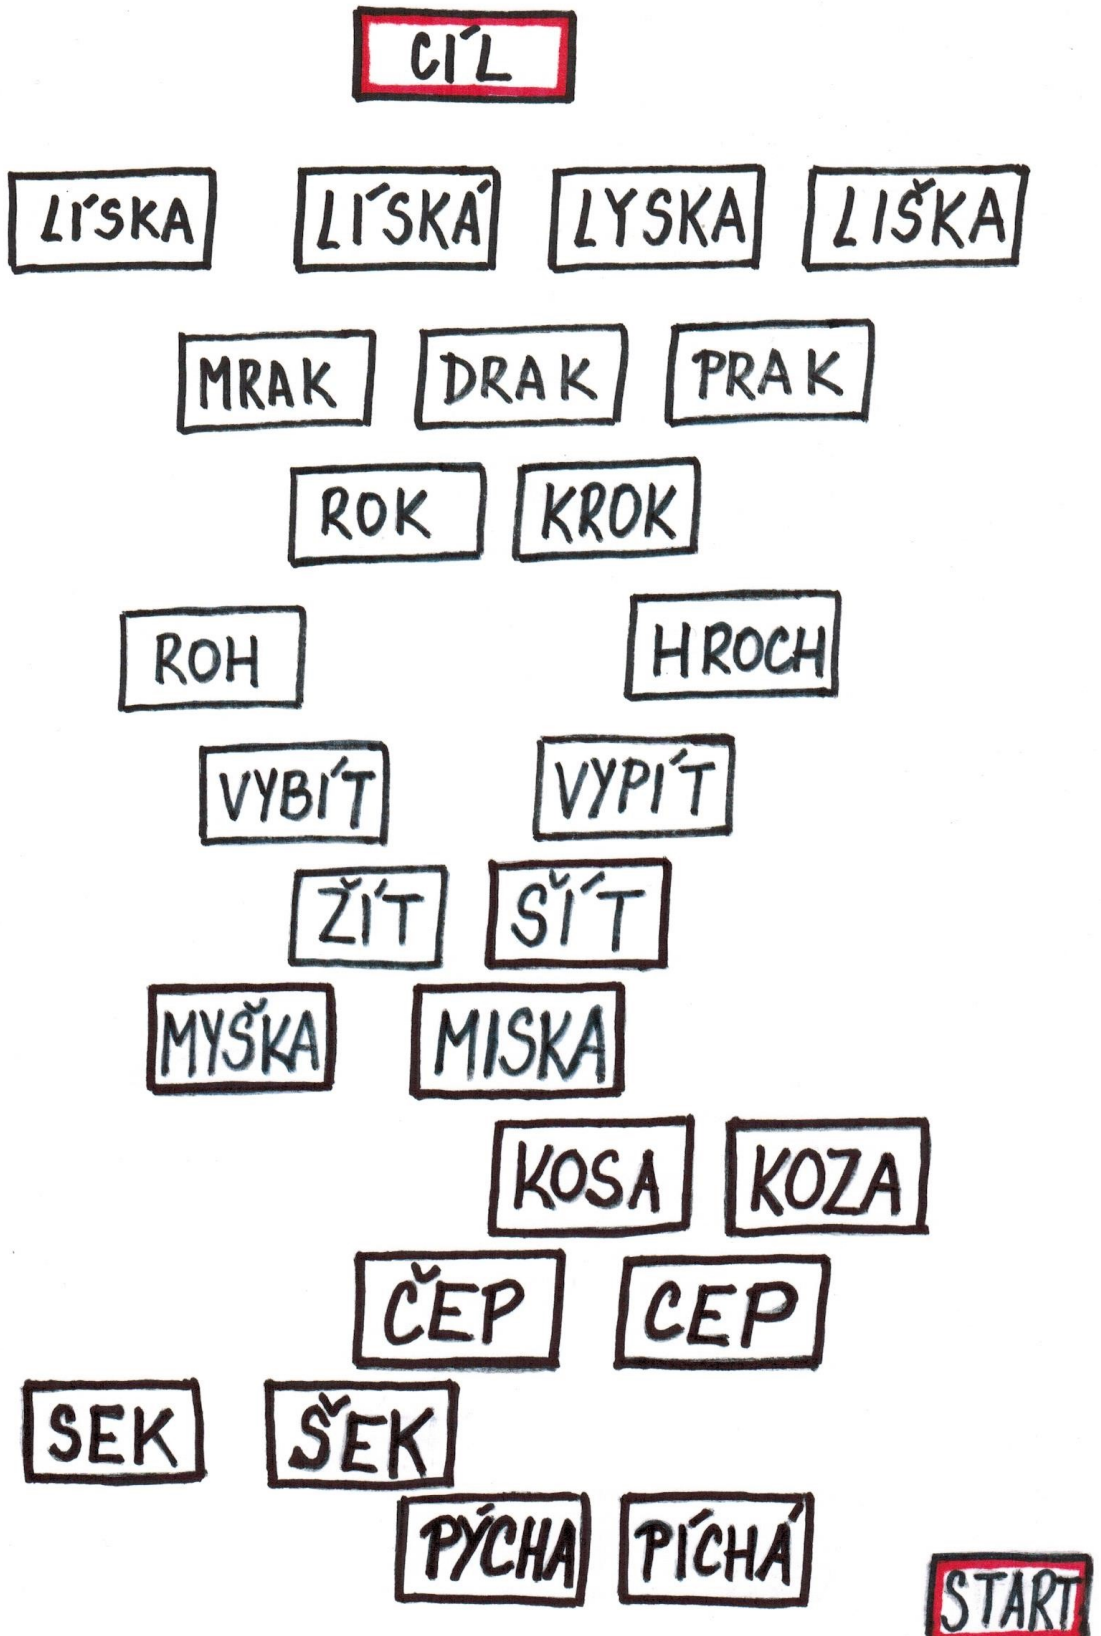 CÍL
LÍSKA LÍSKÁ LYSKA LIŠKA
MRAK DRAK PRAK
ROK KROK
ROH HROCH
VYBÍT VYPÍT
ŽÍT ŠÍT
MYŠKA MISKA
KOSA KOZA
ČEP CEP
SEK ŠEK
PÝCHA PÍCHÁ
START